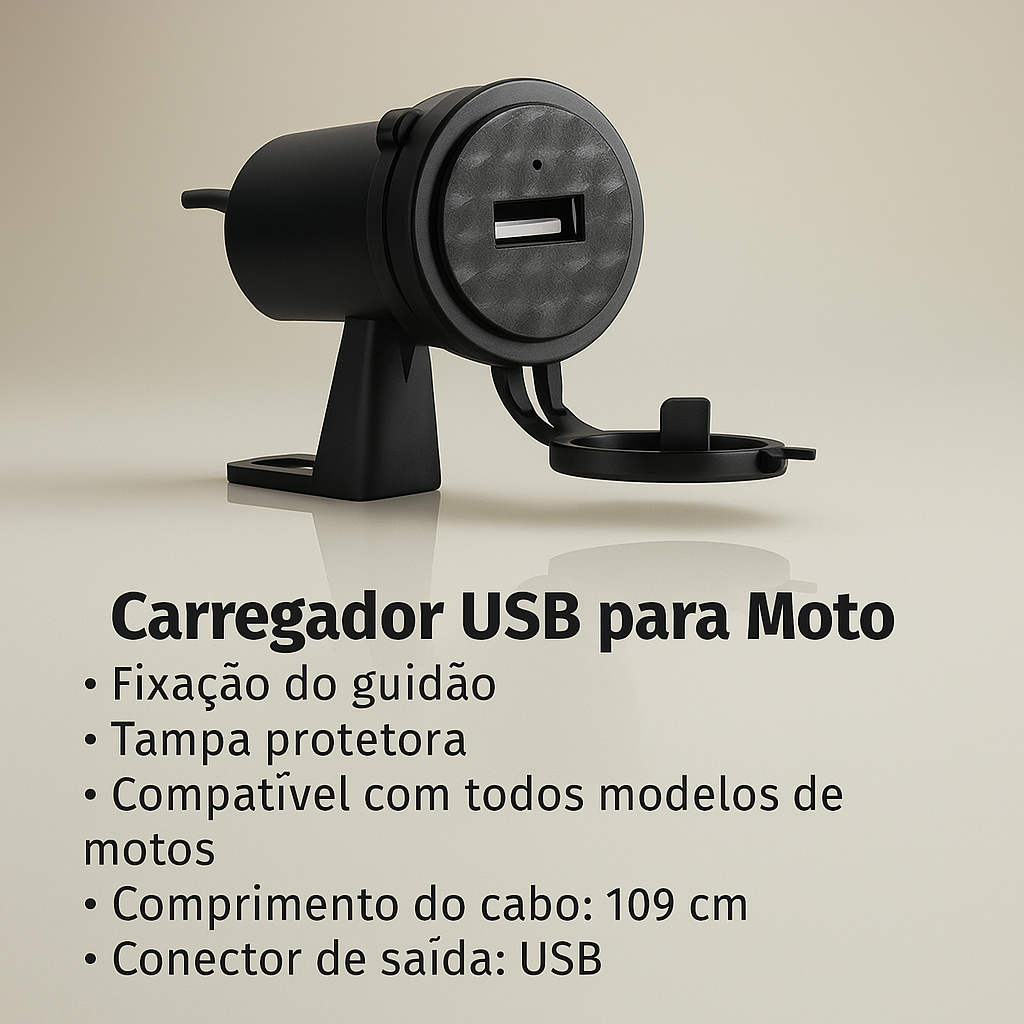 Carregador USB para Moto
• Fixação do guidão
• Tampa protetora
• Compatível com todos modelos de
motos
• Comprimento do cabo: 109 cm
• Conector de saída: USB